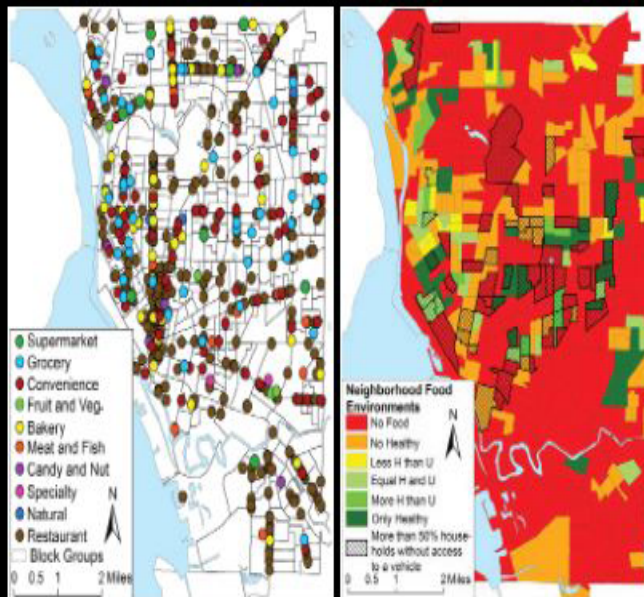 Supermarket
Grocery
Convenience
Fruit and Veg.
Bakery
Meat and Fish
Candy and Nut
Specialty
Natural
Restaurant
Block Groups
N
0 0.5 1 2 Miles
Neighborhood Food
Environments
No Food
No Healthy
Less H than U
Equal H and U
More H than U
Only Healthy
More than 50% house-
holds without access
to a vehicle
N
0 0.5 1 2 Miles